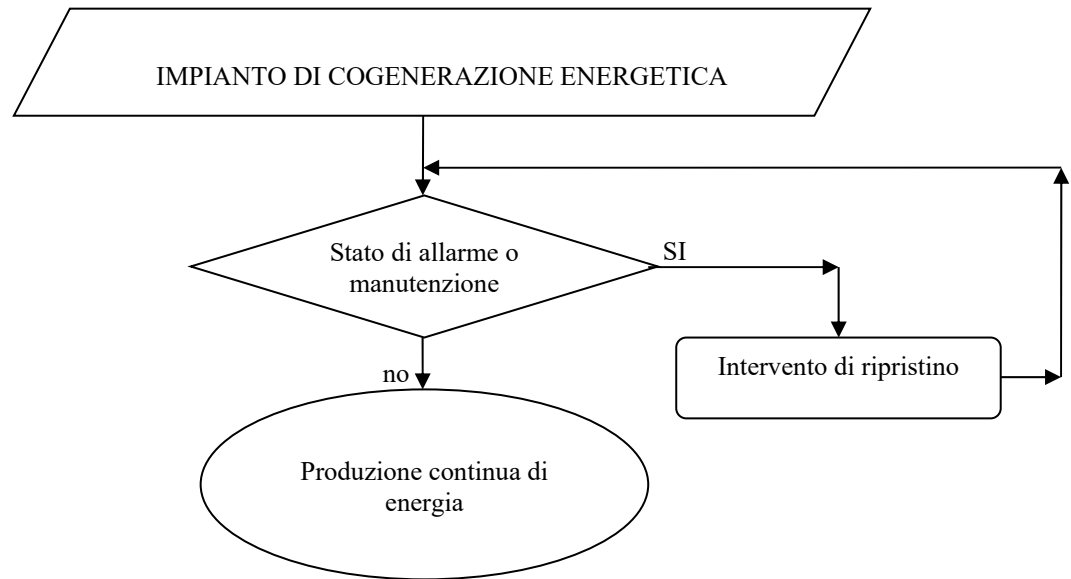 IMPIANTO DI COGENERAZIONE ENERGETICA
Stato di allarme o
manutenzione
SI
Intervento di ripristino
no
Produzione continua di
energia